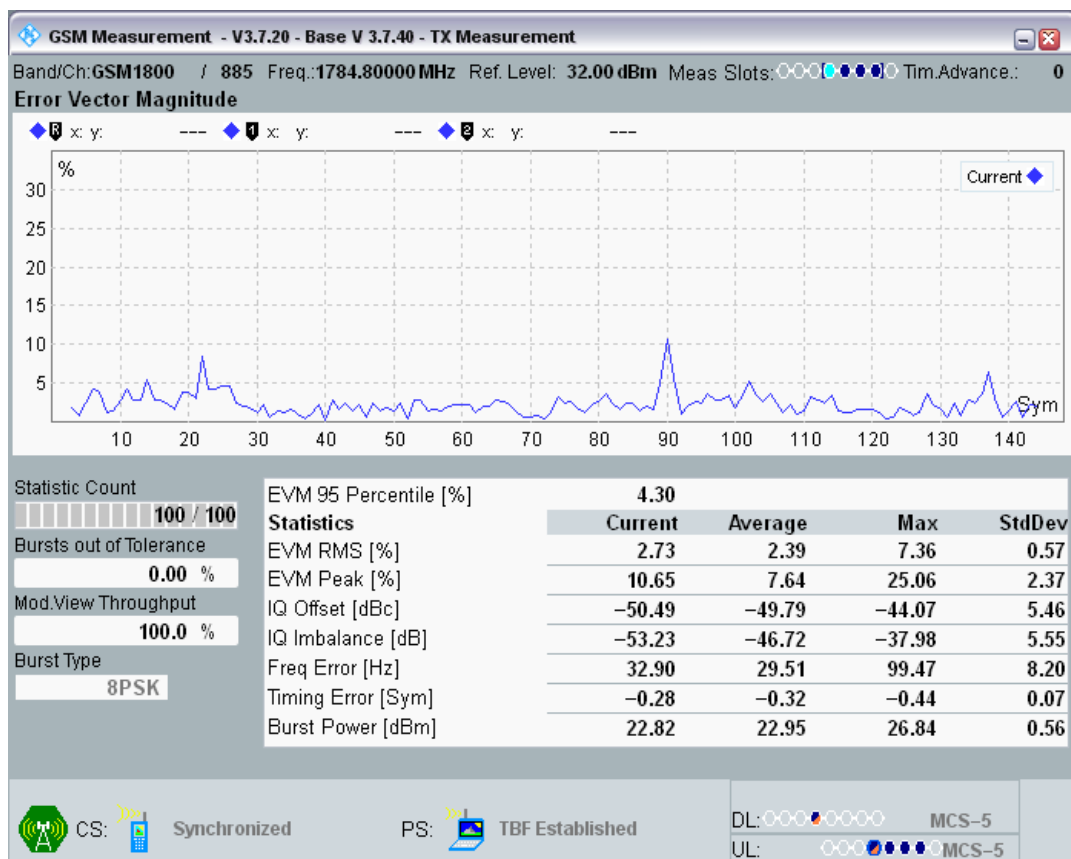 GSM Measurement - V3.7.20 - Base V 3.7.40 - TX Measurement
Band/Ch:GSM1800 / 885 Freq.:1784.80000 MHz Ref. Level: 32.00 dBm Meas Slots: Tim.Advance.: 0
Error Vector Magnitude
R x: y: --- 1 x: y: --- 2 x: y: ---
%
Current
30
25
20
15
10
5
Sym
10 20 30 40 50 60 70 80 90 100 110 120 130 140
Statistic Count
100 / 100
Bursts out of Tolerance
0.00 %
Mod.View Throughput
100.0 %
Burst Type
8PSK
EVM 95 Percentile [%] 4.30
Statistics Current Average Max StdDev
EVM RMS [%] 2.73 2.39 7.36 0.57
EVM Peak [%] 10.65 7.64 25.06 2.37
IQ Offset [dBc] −50.49 −49.79 −44.07 5.46
IQ Imbalance [dB] −53.23 −46.72 −37.98 5.55
Freq Error [Hz] 32.90 29.51 99.47 8.20
Timing Error [Sym] −0.28 −0.32 −0.44 0.07
Burst Power [dBm] 22.82 22.95 26.84 0.56
CS: Synchronized PS: TBF Established
DL: MCS−5
UL: MCS−5